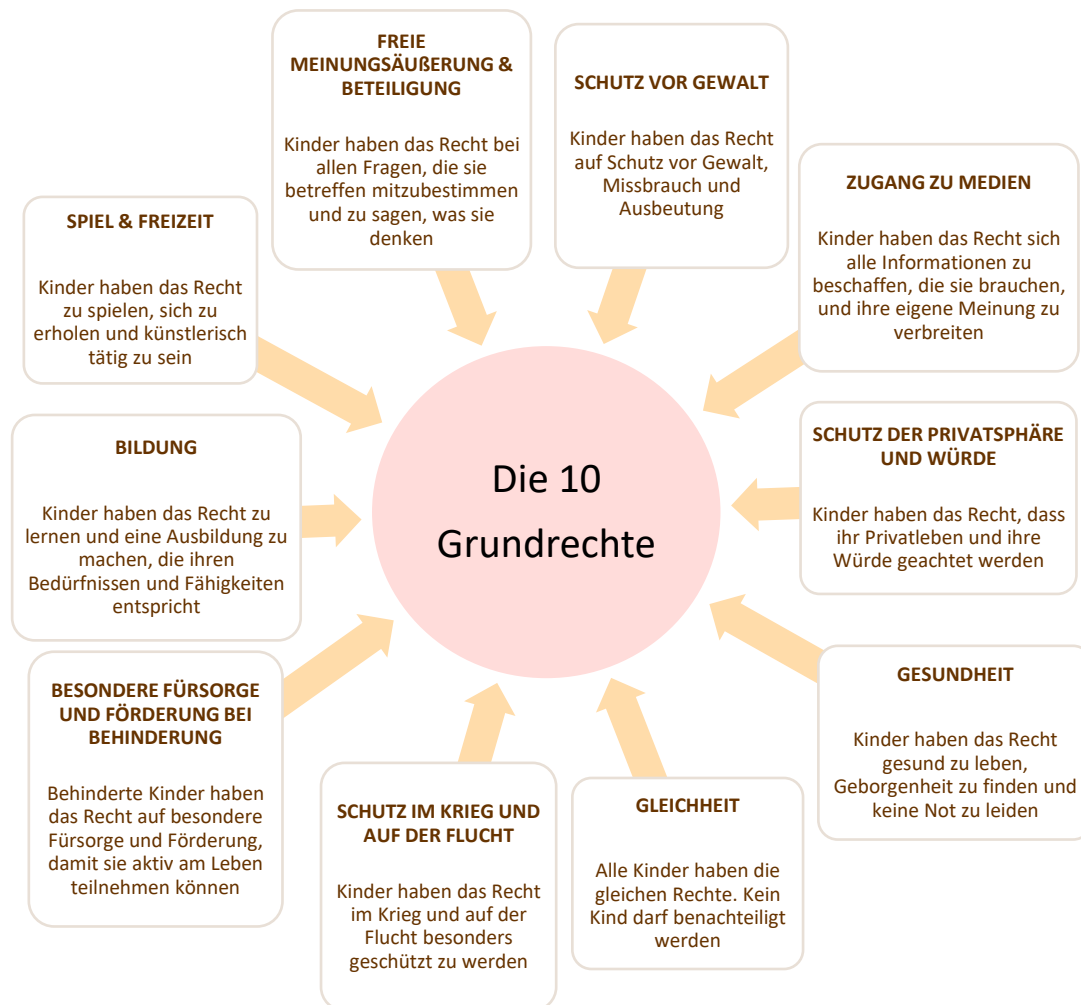 FREIE
MEINUNGSÄUßERUNG &
BETEILIGUNG
Kinder haben das Recht bei
allen Fragen, die sie
betreffen mitzubestimmen
und zu sagen, was sie
denken
SCHUTZ VOR GEWALT
Kinder haben das Recht
auf Schutz vor Gewalt,
Missbrauch und
Ausbeutung
ZUGANG ZU MEDIEN
Kinder haben das Recht sich
alle Informationen zu
beschaffen, die sie brauchen,
und ihre eigene Meinung zu
verbreiten
SPIEL & FREIZEIT
Kinder haben das Recht
zu spielen, sich zu
erholen und künstlerisch
tätig zu sein
BILDUNG
Kinder haben das Recht zu
lernen und eine Ausbildung zu
machen, die ihren
Bedürfnissen und Fähigkeiten
entspricht
Die 10
Grundrechte
SCHUTZ DER PRIVATSPHÄRE
UND WÜRDE
Kinder haben das Recht, dass
ihr Privatleben und ihre
Würde geachtet werden
GESUNDHEIT
Kinder haben das Recht
gesund zu leben,
Geborgenheit zu finden und
keine Not zu leiden
BESONDERE FÜRSORGE
UND FÖRDERUNG BEI
BEHINDERUNG
Behinderte Kinder haben
das Recht auf besondere
Fürsorge und Förderung,
damit sie aktiv am Leben
teilnehmen können
SCHUTZ IM KRIEG UND
AUF DER FLUCHT
Kinder haben das Recht
im Krieg und auf der
Flucht besonders
geschützt zu werden
GLEICHHEIT
Alle Kinder haben die
gleichen Rechte. Kein
Kind darf benachteiligt
werden